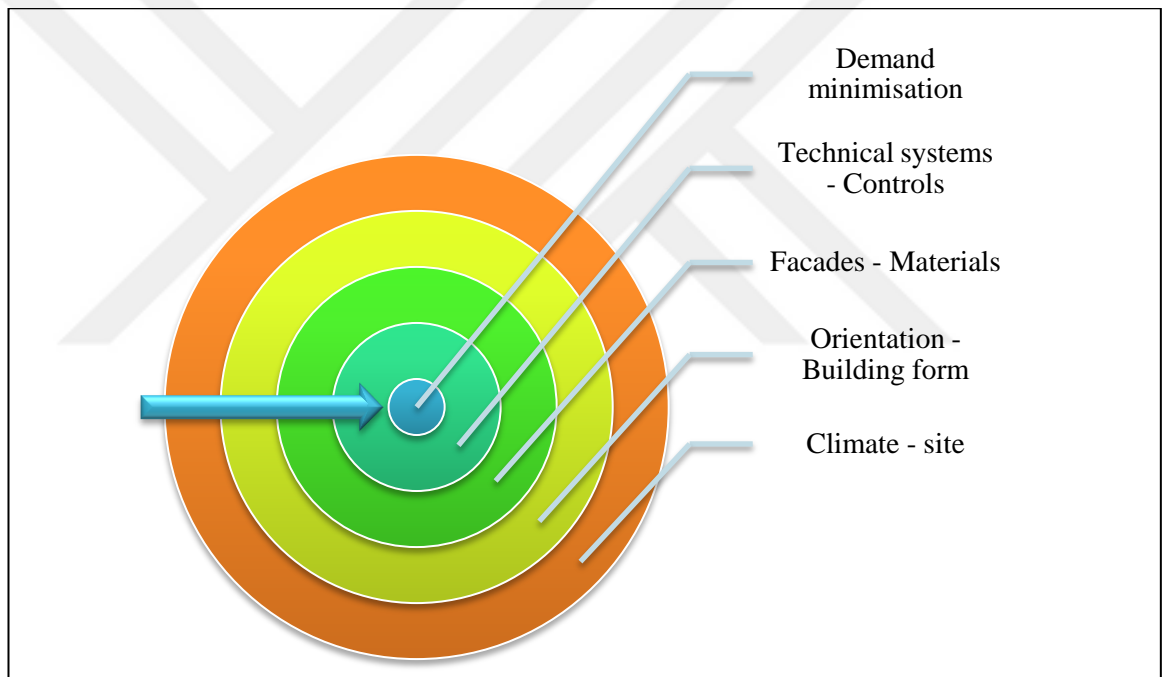 Demand
minimisation
Technical systems
- Controls
Facades - Materials
Orientation -
Building form
Climate - site